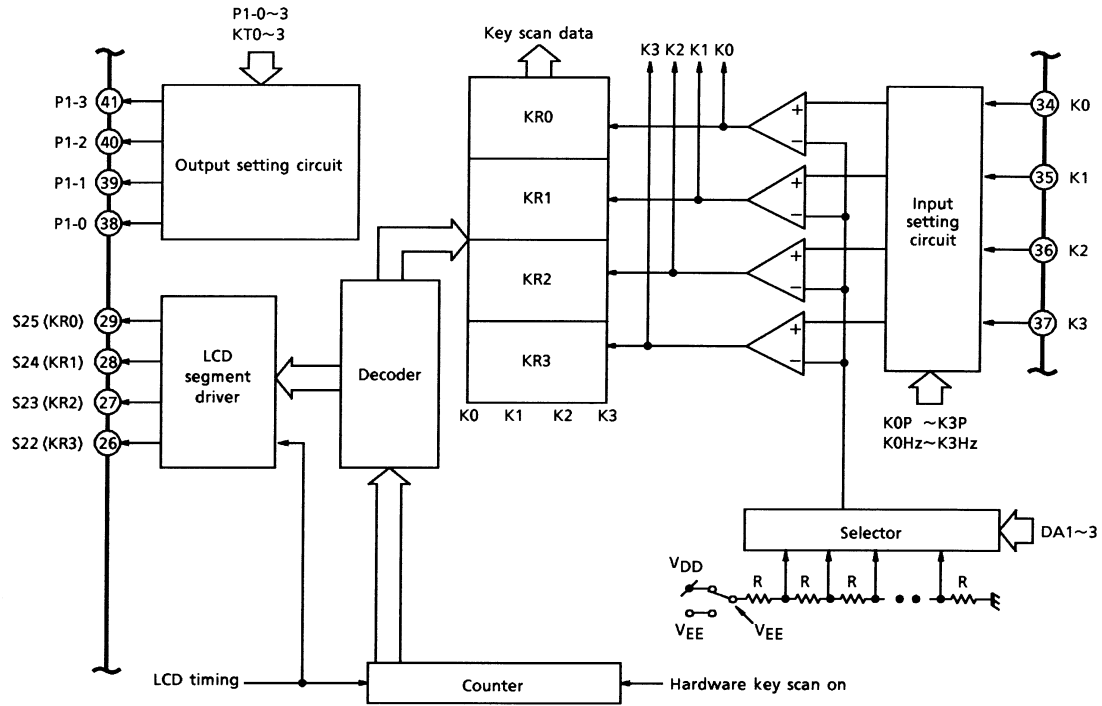 P1-0~3
KT0~3
Key scan data
K3 K2 K1 K0
P1-3 41
P1-2 40
P1-1 39
P1-0 38
Output setting circuit
KR0
KR1
KR2
KR3
K0 K1 K2 K3
+
−
+
−
+
−
+
−
Input
setting
circuit
34 K0
35 K1
36 K2
37 K3
K0P ~K3P
K0Hz~K3Hz
S25 (KR0) 29
S24 (KR1) 28
S23 (KR2) 27
S22 (KR3) 26
LCD
segment
driver
Decoder
Selector
DA1~3
VDD
R R R R
VEE
VEE
LCD timing
Counter
Hardware key scan on